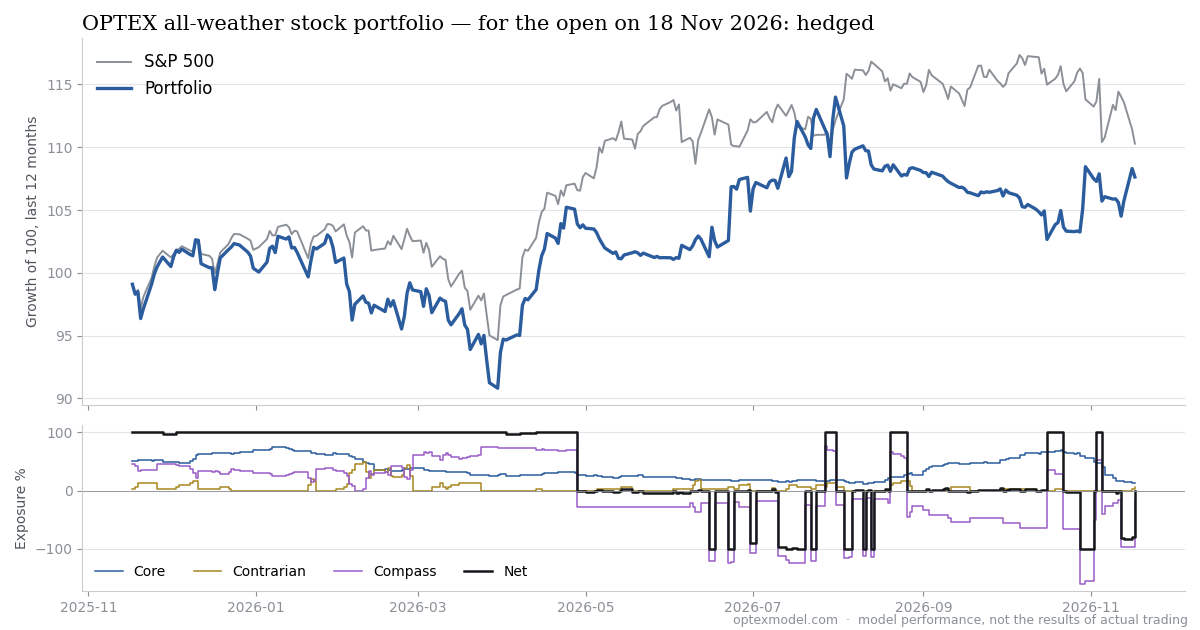 OPTEX all-weather stock portfolio — for the open on 18 Nov 2026: hedged
S&P 500
Portfolio
Growth of 100, last 12 months
115
110
105
100
95
90
Exposure %
100
0
−100
Core
Contrarian
Compass
Net
2025-11
2026-01
2026-03
2026-05
2026-07
2026-09
2026-11
optexmodel.com · model performance, not the results of actual trading